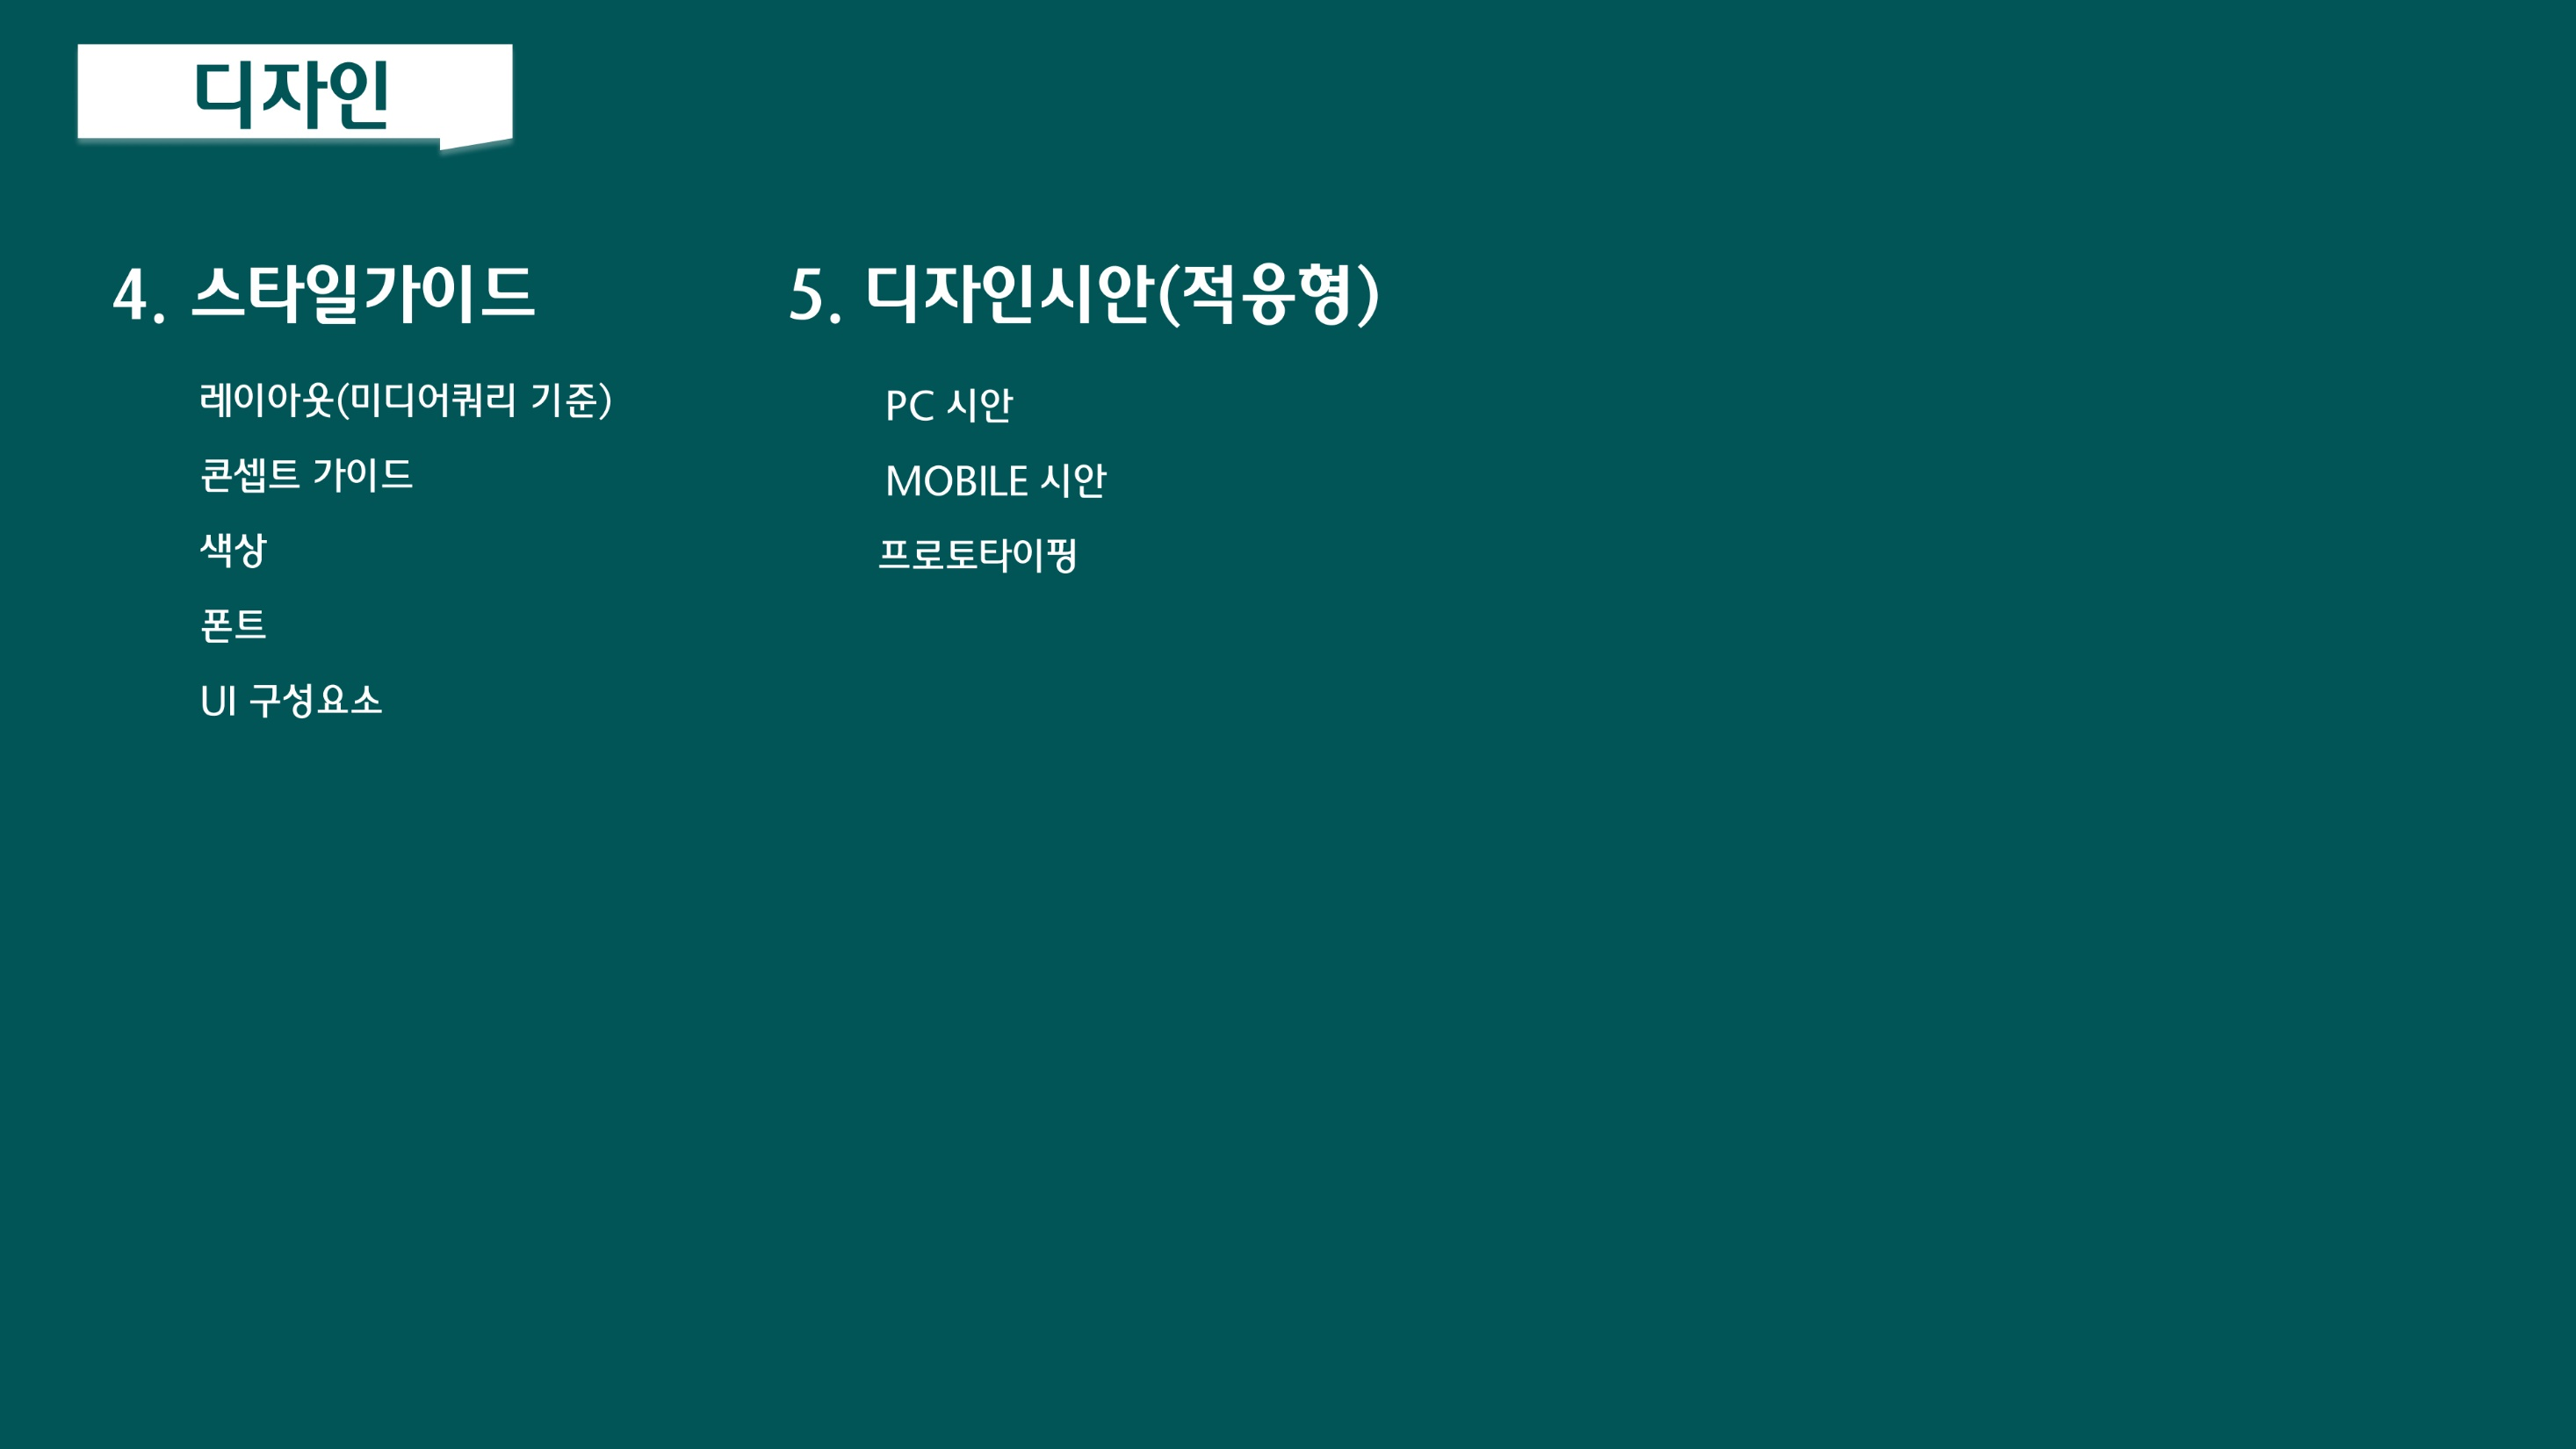 디자인
4. 스타일가이드
레이아웃(미디어쿼리 기준)
콘셉트 가이드
색상
폰트
UI 구성요소
5. 디자인시안(적응형)
PC 시안
MOBILE 시안
프로토타이핑